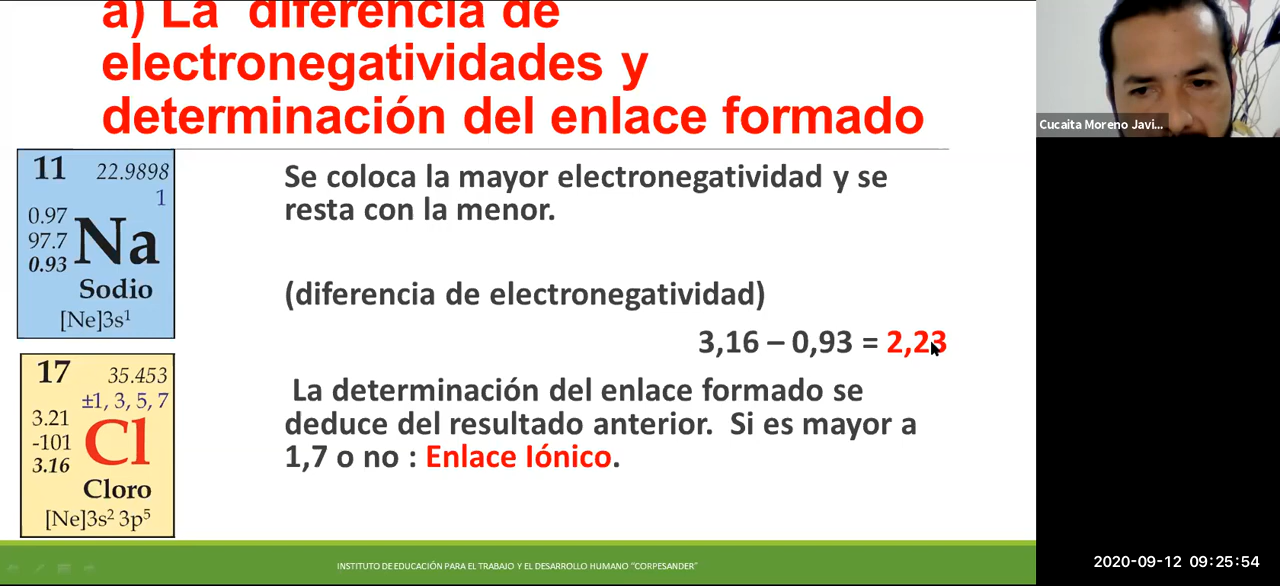 a) La diferencia de
electronegatividades y
determinación del enlace formado
Cucaita Moreno Javi...
11 22.9898
1
0.97
97.7
0.93
Na
Sodio
[Ne]3s¹
Se coloca la mayor electronegatividad y se
resta con la menor.
(diferencia de electronegatividad)
3,16 – 0,93 = 2,23
17 35.453
±1, 3, 5, 7
3.21
-101
3.16
Cl
Cloro
[Ne]3s² 3p⁵
La determinación del enlace formado se
deduce del resultado anterior. Si es mayor a
1,7 o no : Enlace Iónico.
INSTITUTO DE EDUCACIÓN PARA EL TRABAJO Y EL DESARROLLO HUMANO "CORPESANDER"
2020-09-12 09:25:54